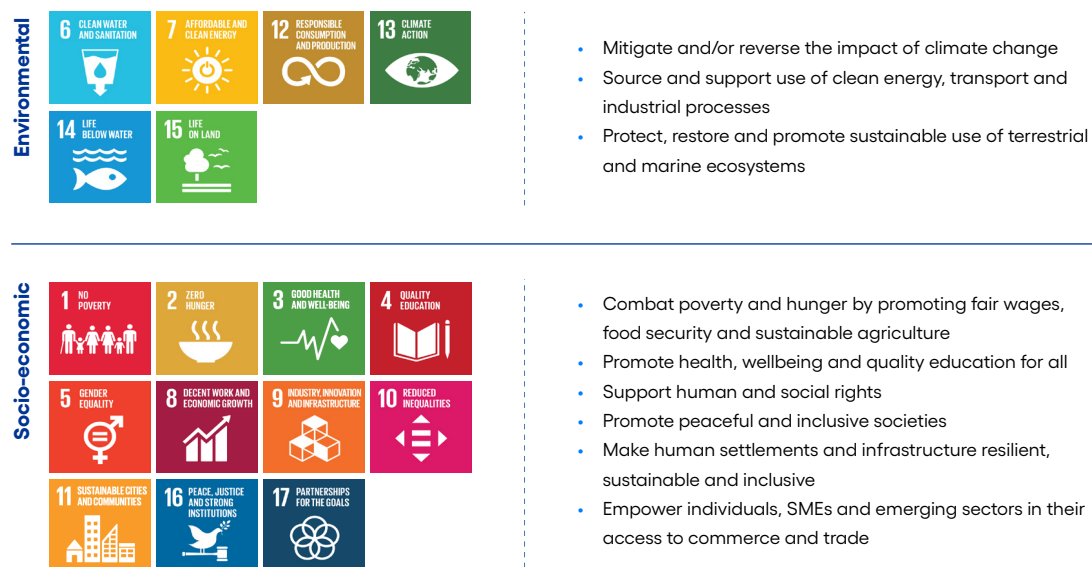 Environmental
6 CLEAN WATER
AND SANITATION
7 AFFORDABLE AND
CLEAN ENERGY
12 RESPONSIBLE
CONSUMPTION
AND PRODUCTION
13 CLIMATE
ACTION
14 LIFE
BELOW WATER
15 LIFE
ON LAND
• Mitigate and/or reverse the impact of climate change
• Source and support use of clean energy, transport and
industrial processes
• Protect, restore and promote sustainable use of terrestrial
and marine ecosystems
Socio-economic
1 NO
POVERTY
2 ZERO
HUNGER
3 GOOD HEALTH
AND WELL-BEING
4 QUALITY
EDUCATION
5 GENDER
EQUALITY
8 DECENT WORK AND
ECONOMIC GROWTH
9 INDUSTRY, INNOVATION
AND INFRASTRUCTURE
10 REDUCED
INEQUALITIES
11 SUSTAINABLE CITIES
AND COMMUNITIES
16 PEACE, JUSTICE
AND STRONG
INSTITUTIONS
17 PARTNERSHIPS
FOR THE GOALS
• Combat poverty and hunger by promoting fair wages,
food security and sustainable agriculture
• Promote health, wellbeing and quality education for all
• Support human and social rights
• Promote peaceful and inclusive societies
• Make human settlements and infrastructure resilient,
sustainable and inclusive
• Empower individuals, SMEs and emerging sectors in their
access to commerce and trade